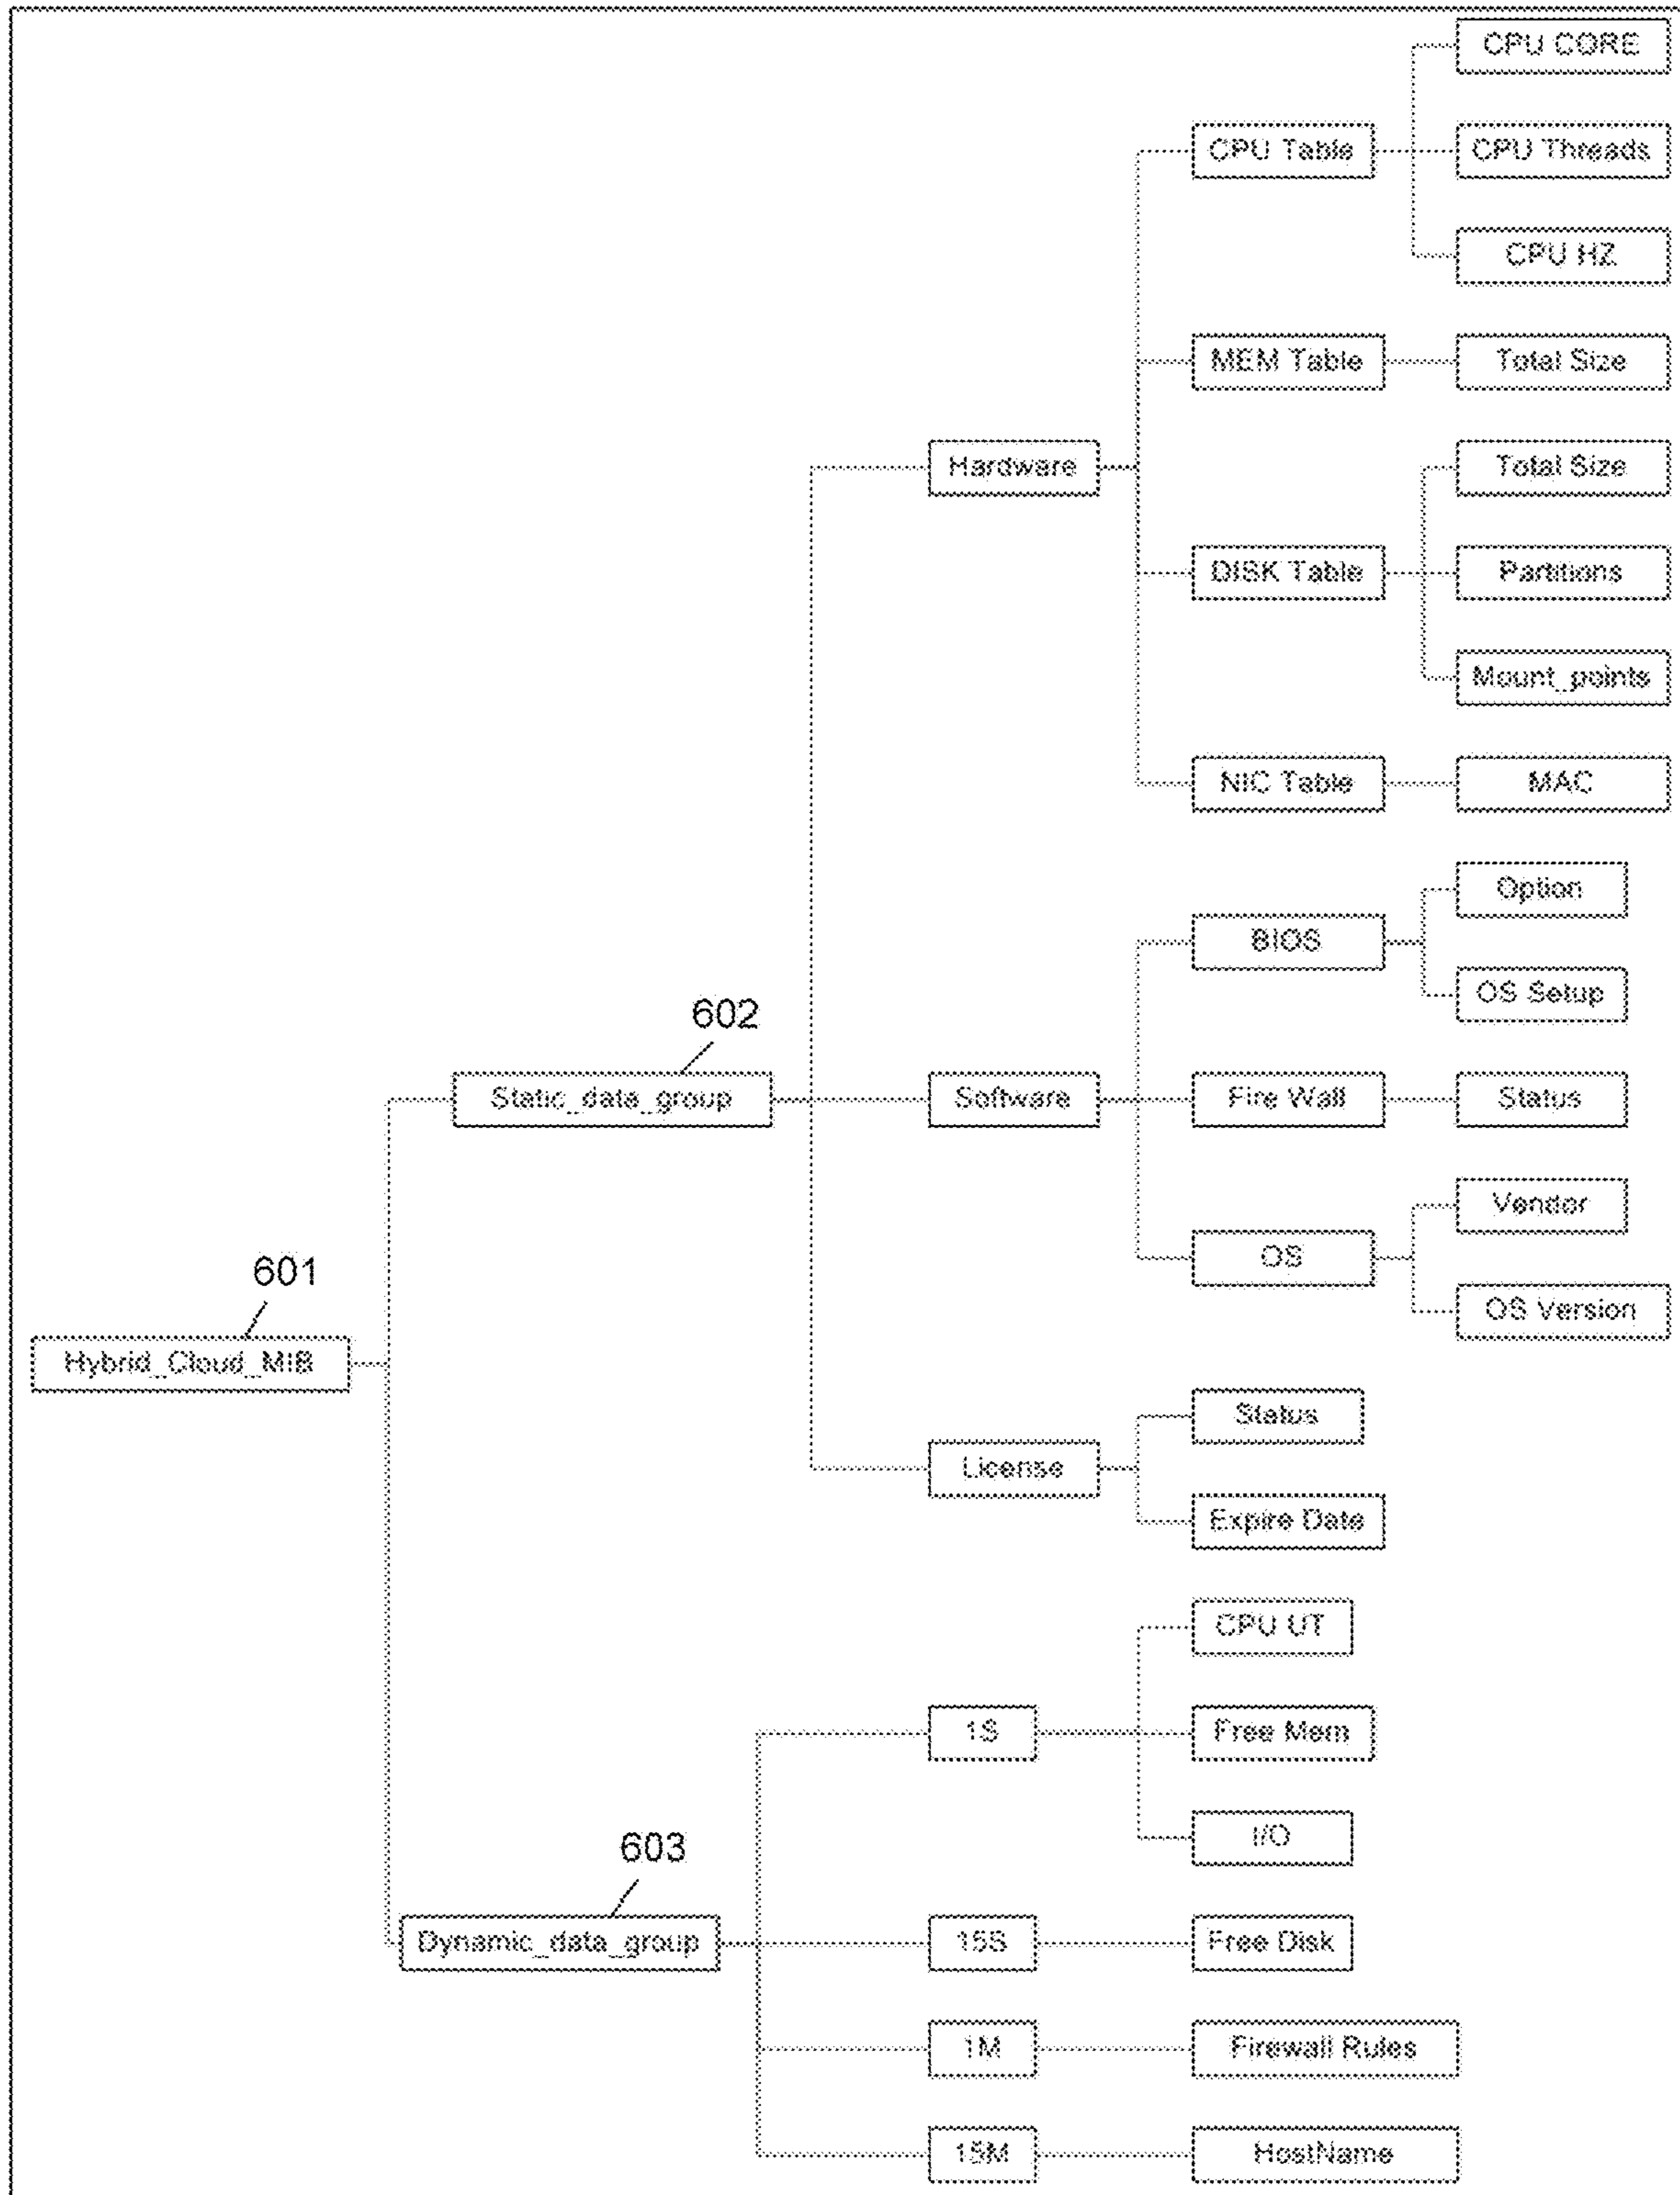 CPU CORE
CPU Table
CPU Threads
CPU HZ
MEM Table
Total Size
Hardware
Total Size
DISK Table
Partitions
Mount_points
NIC Table
MAC
Option
BIOS
OS Setup
602
Static_data_group
Software
Fire Wall
Status
Vendor
OS
OS Version
601
Hybrid_Cloud_MIB
Status
License
Expire Date
CPU UT
1S
Free Mem
I/O
603
Dynamic_data_group
15S
Free Disk
1M
Firewall Rules
15M
HostName